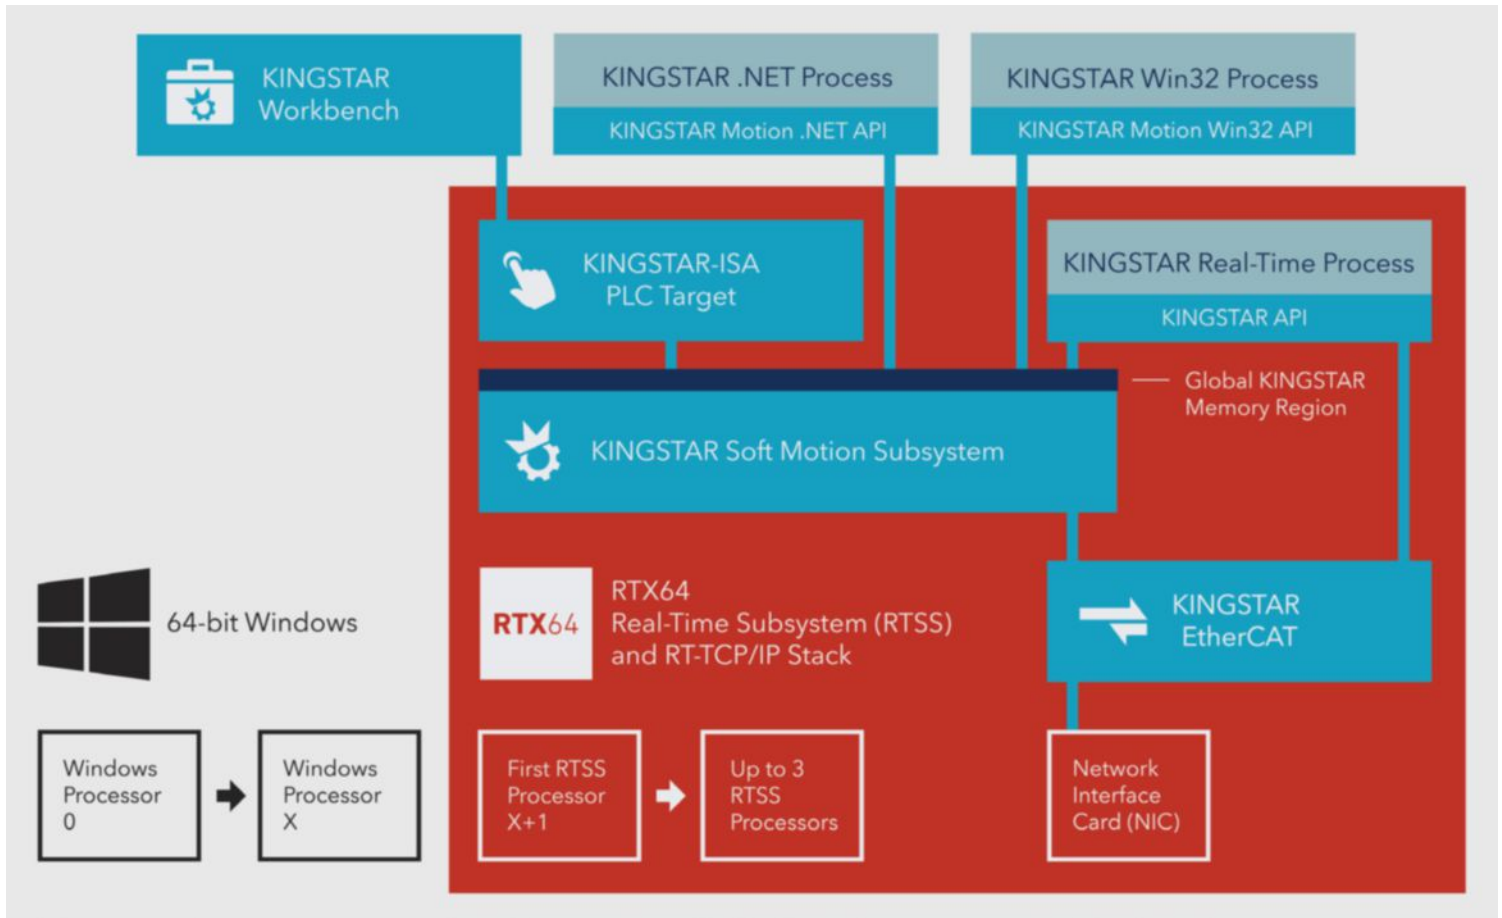 KINGSTAR
Workbench
KINGSTAR .NET Process
KINGSTAR Motion .NET API
KINGSTAR Win32 Process
KINGSTAR Motion Win32 API
KINGSTAR-ISA
PLC Target
KINGSTAR Real-Time Process
KINGSTAR API
Global KINGSTAR
Memory Region
KINGSTAR Soft Motion Subsystem
64-bit Windows
RTX64
RTX64
Real-Time Subsystem (RTSS)
and RT-TCP/IP Stack
KINGSTAR
EtherCAT
Windows
Processor
0
Windows
Processor
X
First RTSS
Processor
X+1
Up to 3
RTSS
Processors
Network
Interface
Card (NIC)